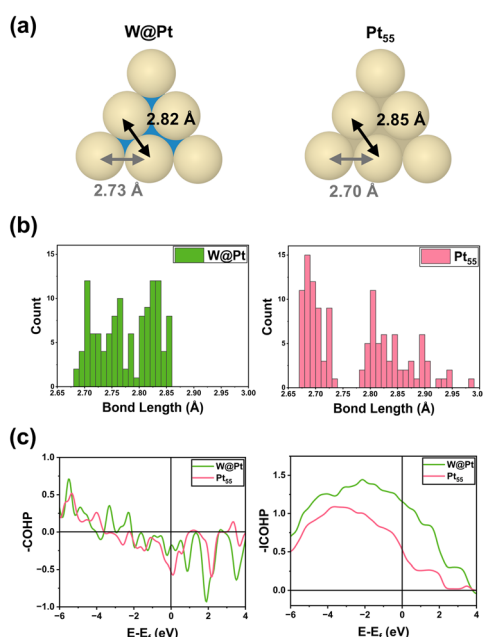 (a)
W@Pt
Pt55
2.82 Å
2.73 Å
2.85 Å
2.70 Å
(b)
Count
15
10
5
0
W@Pt
2.65 2.70 2.75 2.80 2.85 2.90 2.95 3.00
Bond Length (Å)
Count
15
10
5
0
Pt55
2.65 2.70 2.75 2.80 2.85 2.90 2.95 3.0
Bond Length (Å)
(c)
-COHP
1.0
0.5
0.0
-0.5
-1.0
W@Pt
Pt55
-6 -4 -2 0 2 4
E-Ef (eV)
-ICOHP
1.5
1.0
0.5
0.0
W@Pt
Pt55
-6 -4 -2 0 2 4
E-Ef (eV)